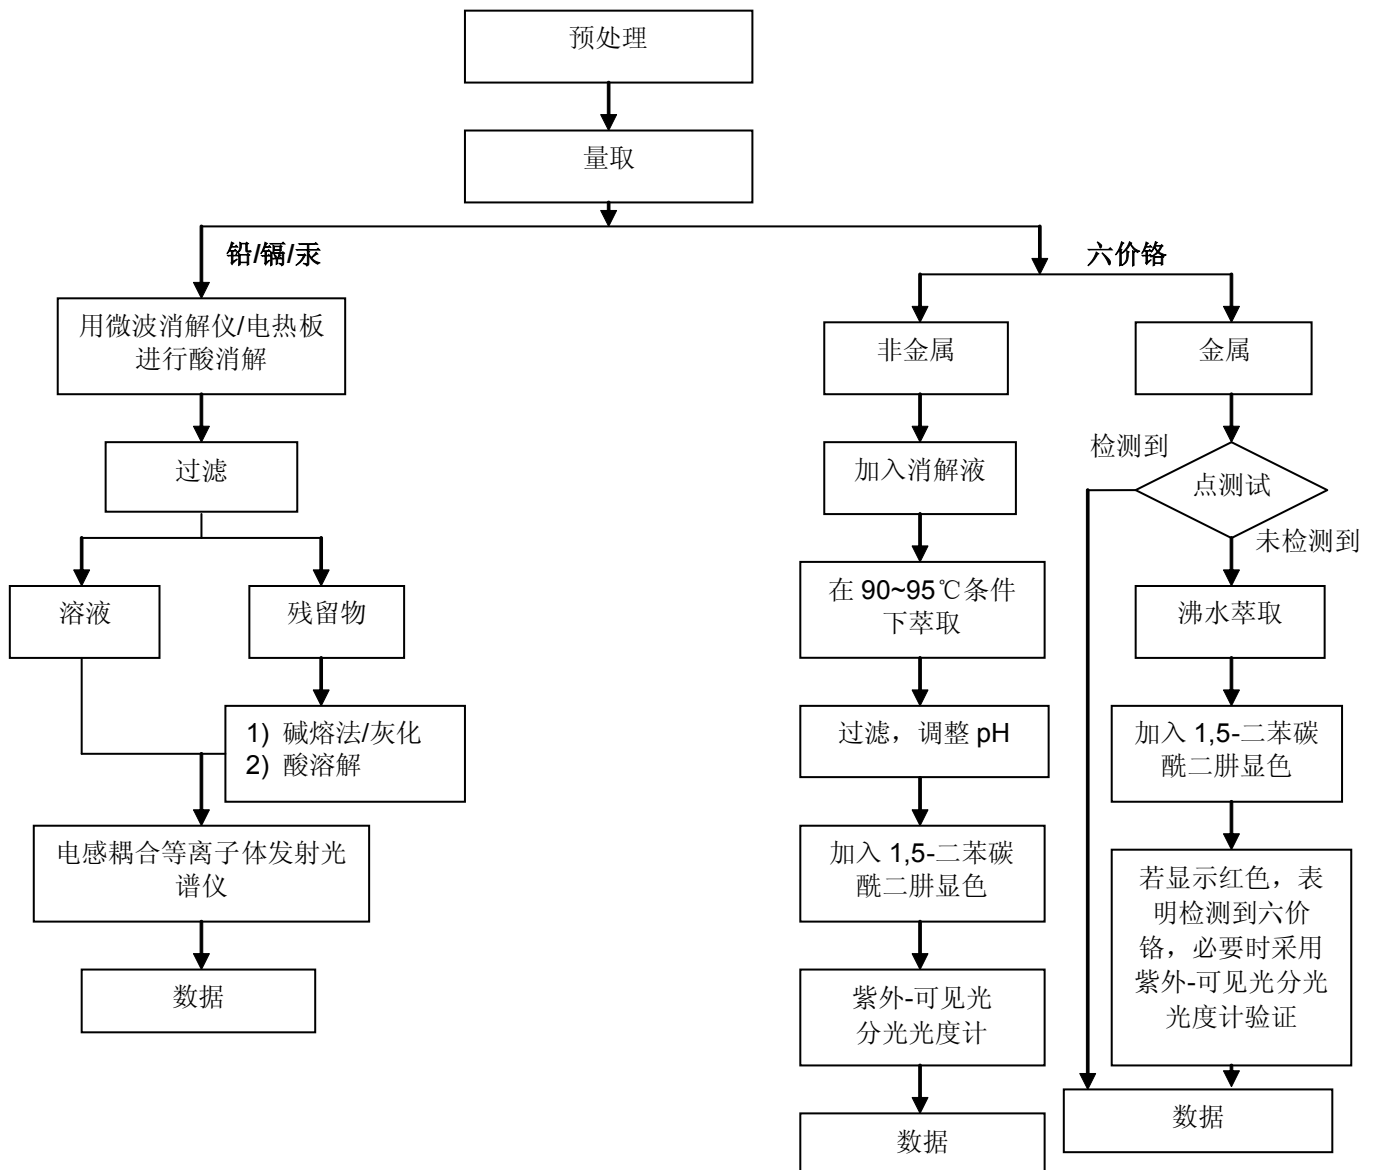 预处理
量取
铅/镉/汞
六价铬
用微波消解仪/电热板
进行酸消解
过滤
溶液
残留物
1) 碱熔法/灰化
2) 酸溶解
电感耦合等离子体发射光
谱仪
数据
非金属
加入消解液
在 90~95℃条件
下萃取
过滤，调整 pH
加入 1,5-二苯碳
酰二肼显色
紫外-可见光
分光光度计
数据
金属
检测到
点测试
未检测到
沸水萃取
加入 1,5-二苯碳
酰二肼显色
若显示红色，表
明检测到六价
铬，必要时采用
紫外-可见光分光
光度计验证
数据